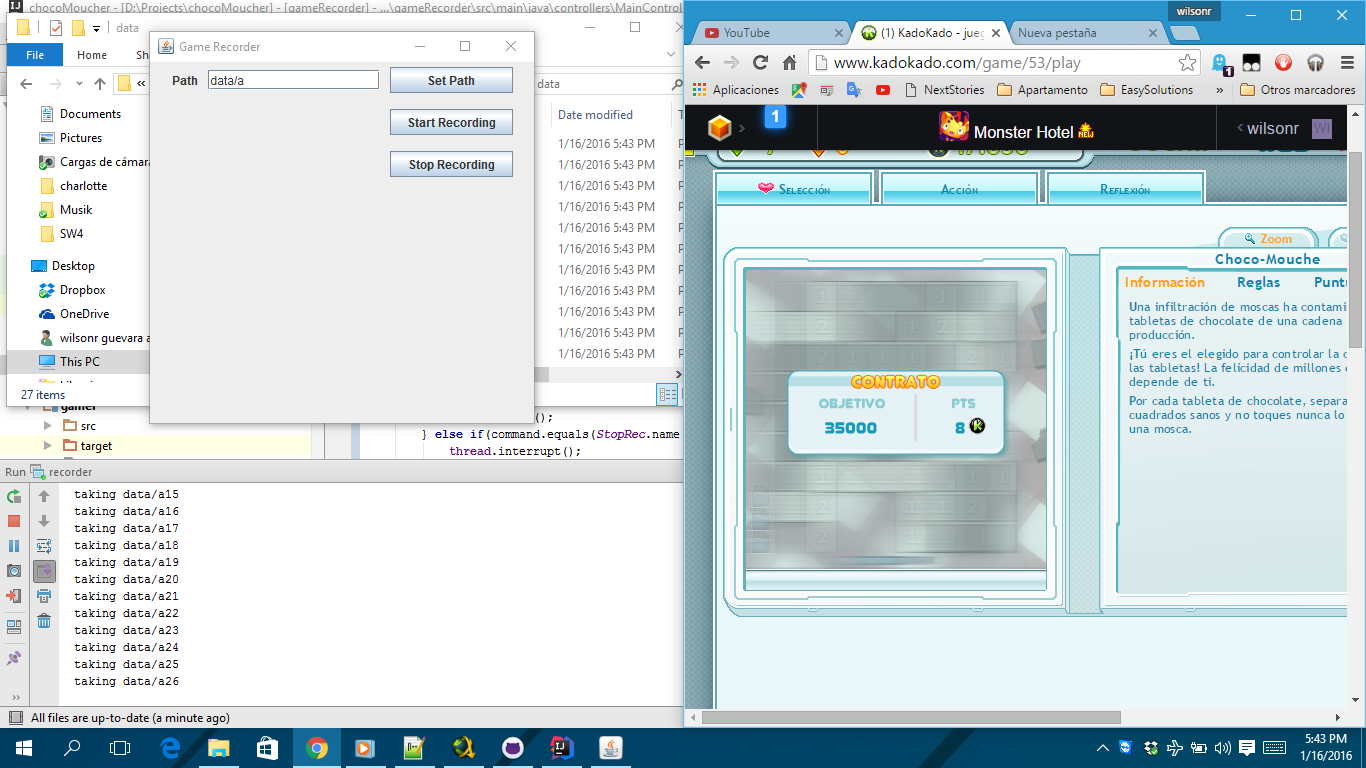 chocoMoucher - [D:\Projects\chocoMoucher] - [gameRecorder] - ...\gameRecorder\src\main\java\controllers\MainControl
data
File
Home
data
Documents
Pictures
Cargas de cámara
charlotte
Musik
SW4
Desktop
Dropbox
OneDrive
wilsonr guevara a
This PC
27 items
Date modified
1/16/2016 5:43 PM
1/16/2016 5:43 PM
1/16/2016 5:43 PM
1/16/2016 5:43 PM
1/16/2016 5:43 PM
1/16/2016 5:43 PM
1/16/2016 5:43 PM
1/16/2016 5:43 PM
1/16/2016 5:43 PM
1/16/2016 5:43 PM
1/16/2016 5:43 PM
Game Recorder
Path
data/a
Set Path
Start Recording
Stop Recording
gamer
src
target
();
} else if(command.equals(StopRec.name
thread.interrupt();
Run recorder
taking data/a15
taking data/a16
taking data/a17
taking data/a18
taking data/a19
taking data/a20
taking data/a21
taking data/a22
taking data/a23
taking data/a24
taking data/a25
taking data/a26
All files are up-to-date (a minute ago)
wilsonr
YouTube
(1) KadoKado - jueg
Nueva pestaña
www.kadokado.com/game/53/play
1
Aplicaciones
NextStories
Apartamento
EasySolutions
»
Otros marcadores
1
Monster Hotel NEW
wilsonr
WI
Selección
Acción
Reflexión
Zoom
Choco-Mouche
Información
Reglas
Punt
Una infiltración de moscas ha contami
tabletas de chocolate de una cadena
producción.
¡Tú eres el elegido para controlar la c
las tabletas! La felicidad de millones
depende de ti.
Por cada tableta de chocolate, separa
cuadrados sanos y no toques nunca lo
una mosca.
CONTRATO
OBJETIVO
PTS
35000
8 K
5:43 PM
1/16/2016